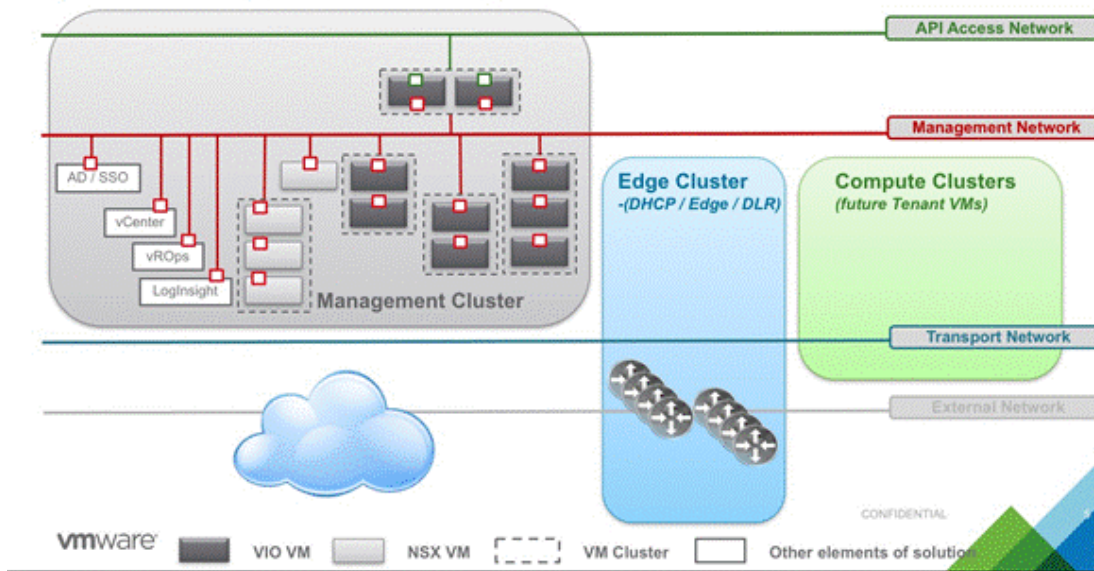 API Access Network
Management Network
AD / SSO
vCenter
vROps
LogInsight
Management Cluster
Edge Cluster
-(DHCP / Edge / DLR)
Compute Clusters
(future Tenant VMs)
Transport Network
External Network
CONFIDENTIAL
vmware
VIO VM
NSX VM
VM Cluster
Other elements of solution